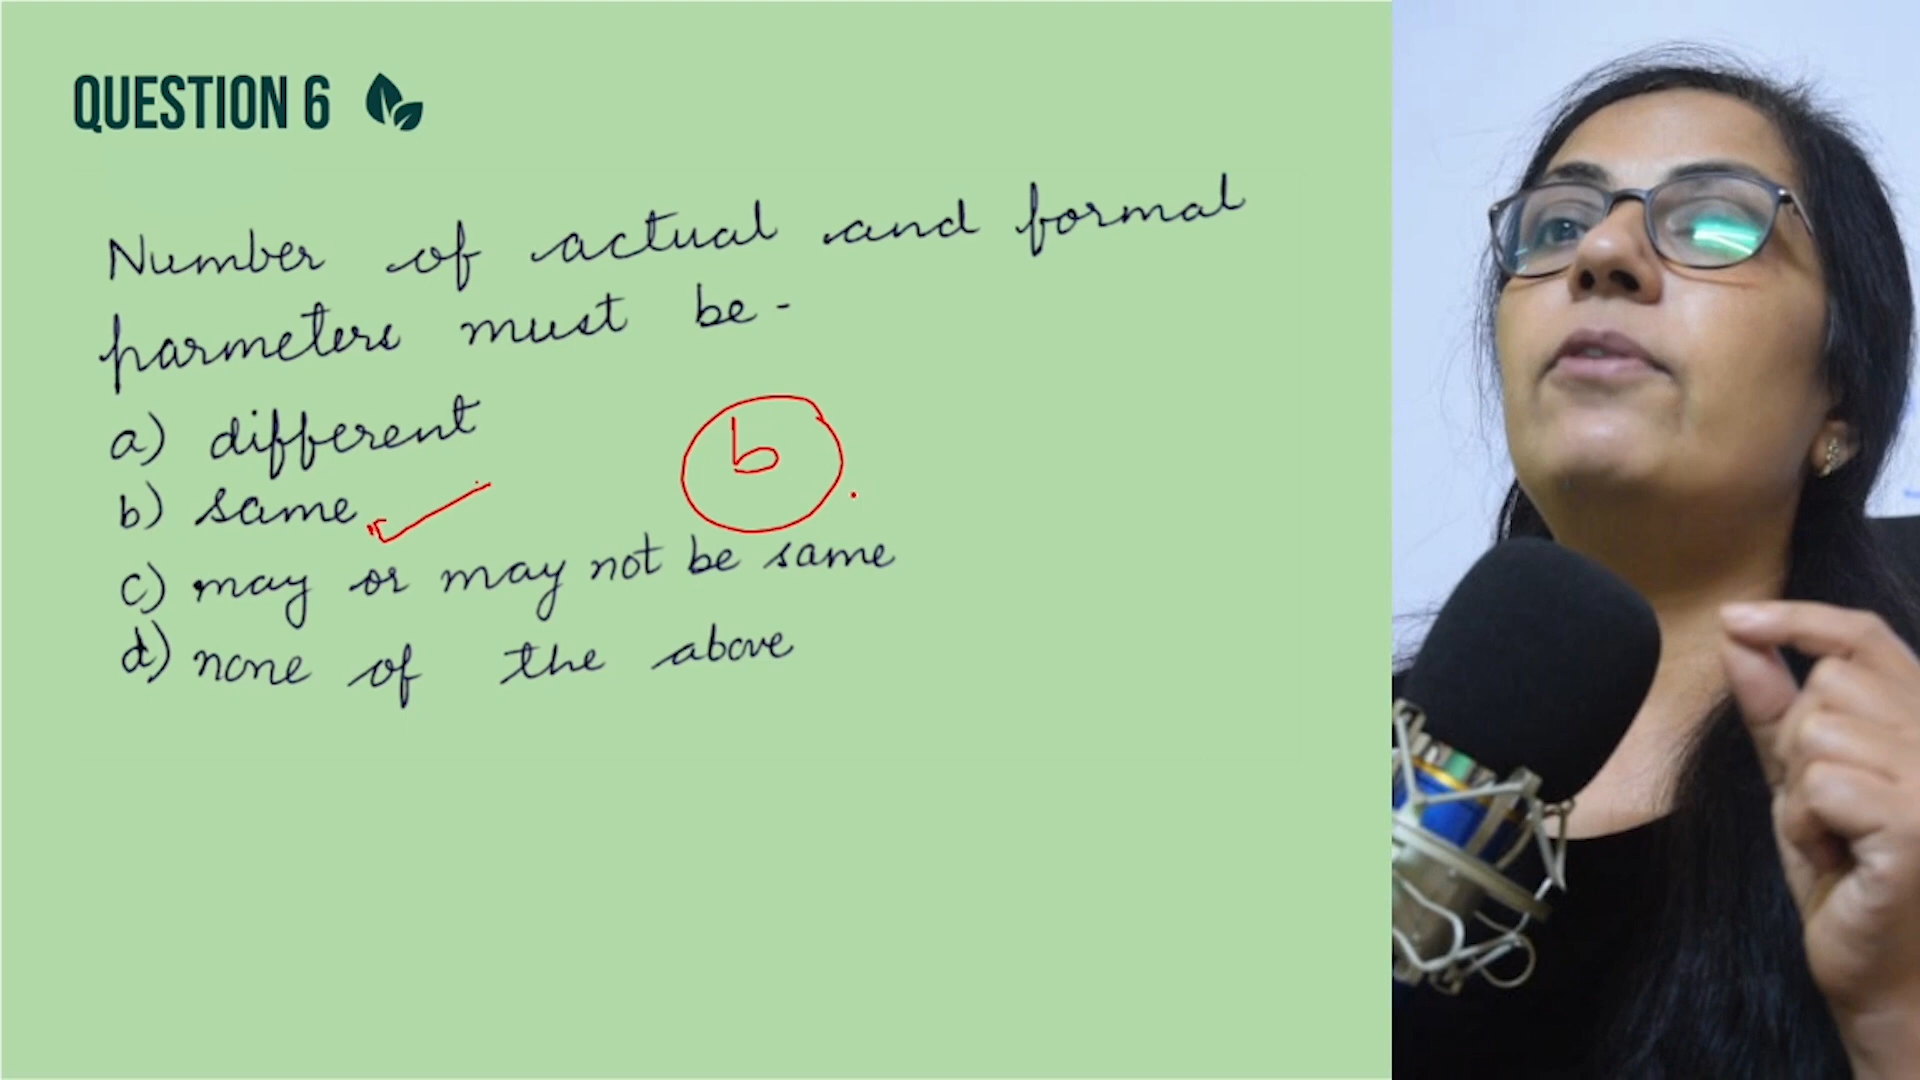 QUESTION 6
Number of actual and formal
parmeters must be -
a) different
b) same
b
c) may or may not be same
d) none of the above